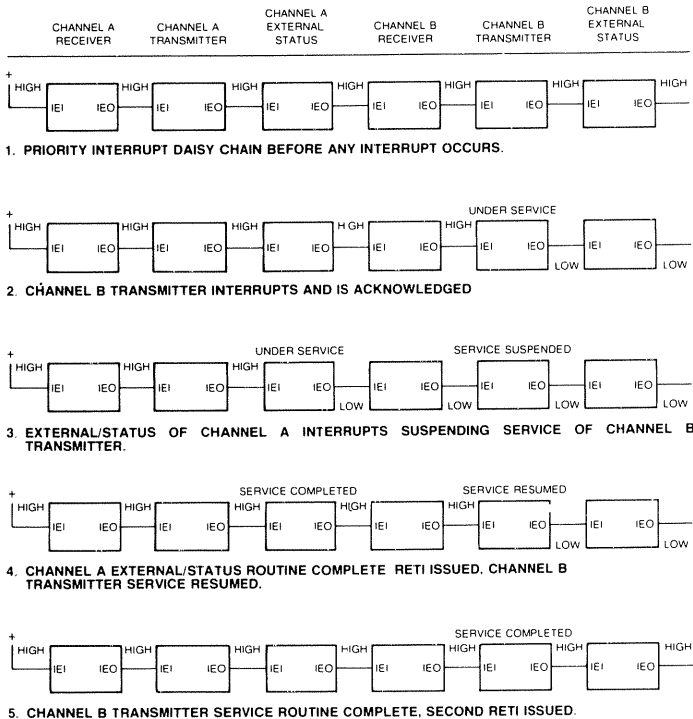 CHANNEL A RECEIVER
CHANNEL A TRANSMITTER
CHANNEL A EXTERNAL STATUS
CHANNEL B RECEIVER
CHANNEL B TRANSMITTER
CHANNEL B EXTERNAL STATUS
+ HIGH IEI IEO HIGH IEI IEO HIGH IEI IEO HIGH IEI IEO HIGH IEI IEO HIGH IEI IEO HIGH
1. PRIORITY INTERRUPT DAISY CHAIN BEFORE ANY INTERRUPT OCCURS.
UNDER SERVICE
+ HIGH IEI IEO HIGH IEI IEO HIGH IEI IEO HIGH IEI IEO HIGH IEI IEO LOW IEI IEO LOW
2. CHANNEL B TRANSMITTER INTERRUPTS AND IS ACKNOWLEDGED
UNDER SERVICE SERVICE SUSPENDED
+ HIGH IEI IEO HIGH IEI IEO HIGH IEI IEO LOW IEI IEO LOW IEI IEO LOW IEI IEO LOW
3. EXTERNAL/STATUS OF CHANNEL A INTERRUPTS SUSPENDING SERVICE OF CHANNEL B
TRANSMITTER.
SERVICE COMPLETED SERVICE RESUMED
+ HIGH IEI IEO HIGH IEI IEO HIGH IEI IEO HIGH IEI IEO HIGH IEI IEO LOW IEI IEO LOW
4. CHANNEL A EXTERNAL/STATUS ROUTINE COMPLETE RETI ISSUED, CHANNEL B
TRANSMITTER SERVICE RESUMED.
SERVICE COMPLETED
+ HIGH IEI IEO HIGH IEI IEO HIGH IEI IEO HIGH IEI IEO HIGH IEI IEO HIGH IEI IEO HIGH
5. CHANNEL B TRANSMITTER SERVICE ROUTINE COMPLETE, SECOND RETI ISSUED.